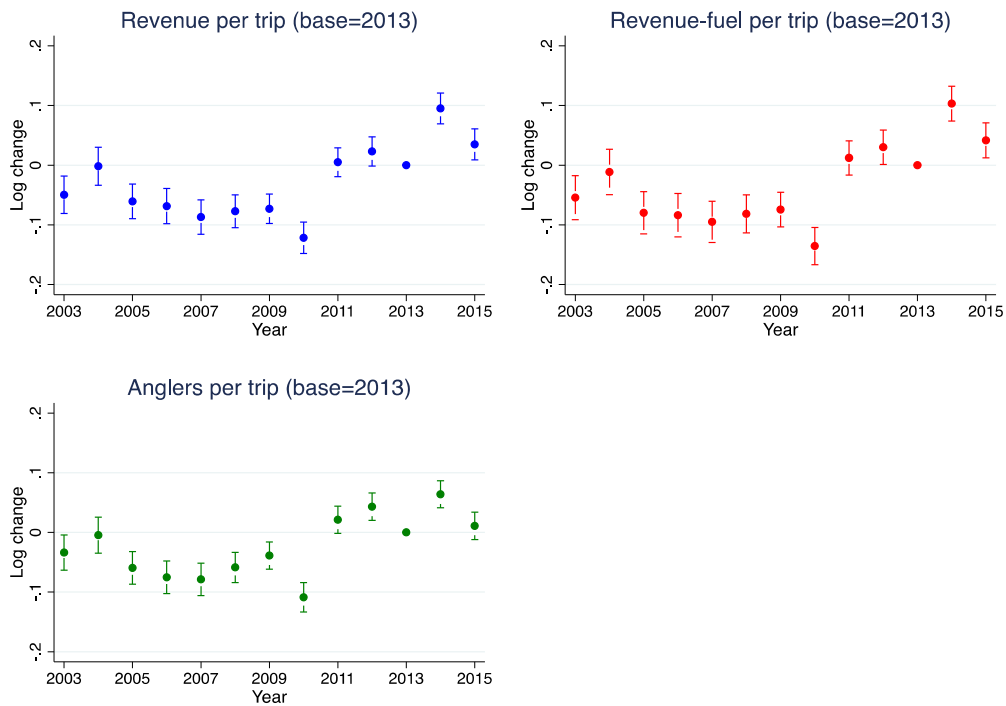 Revenue per trip (base=2013)
.2
.1
0
-.1
-.2
Log change
2003 2005 2007 2009 2011 2013 2015
Year
Revenue-fuel per trip (base=2013)
.2
.1
0
-.1
-.2
Log change
2003 2005 2007 2009 2011 2013 2015
Year
Anglers per trip (base=2013)
.2
.1
0
-.1
-.2
Log change
2003 2005 2007 2009 2011 2013 2015
Year